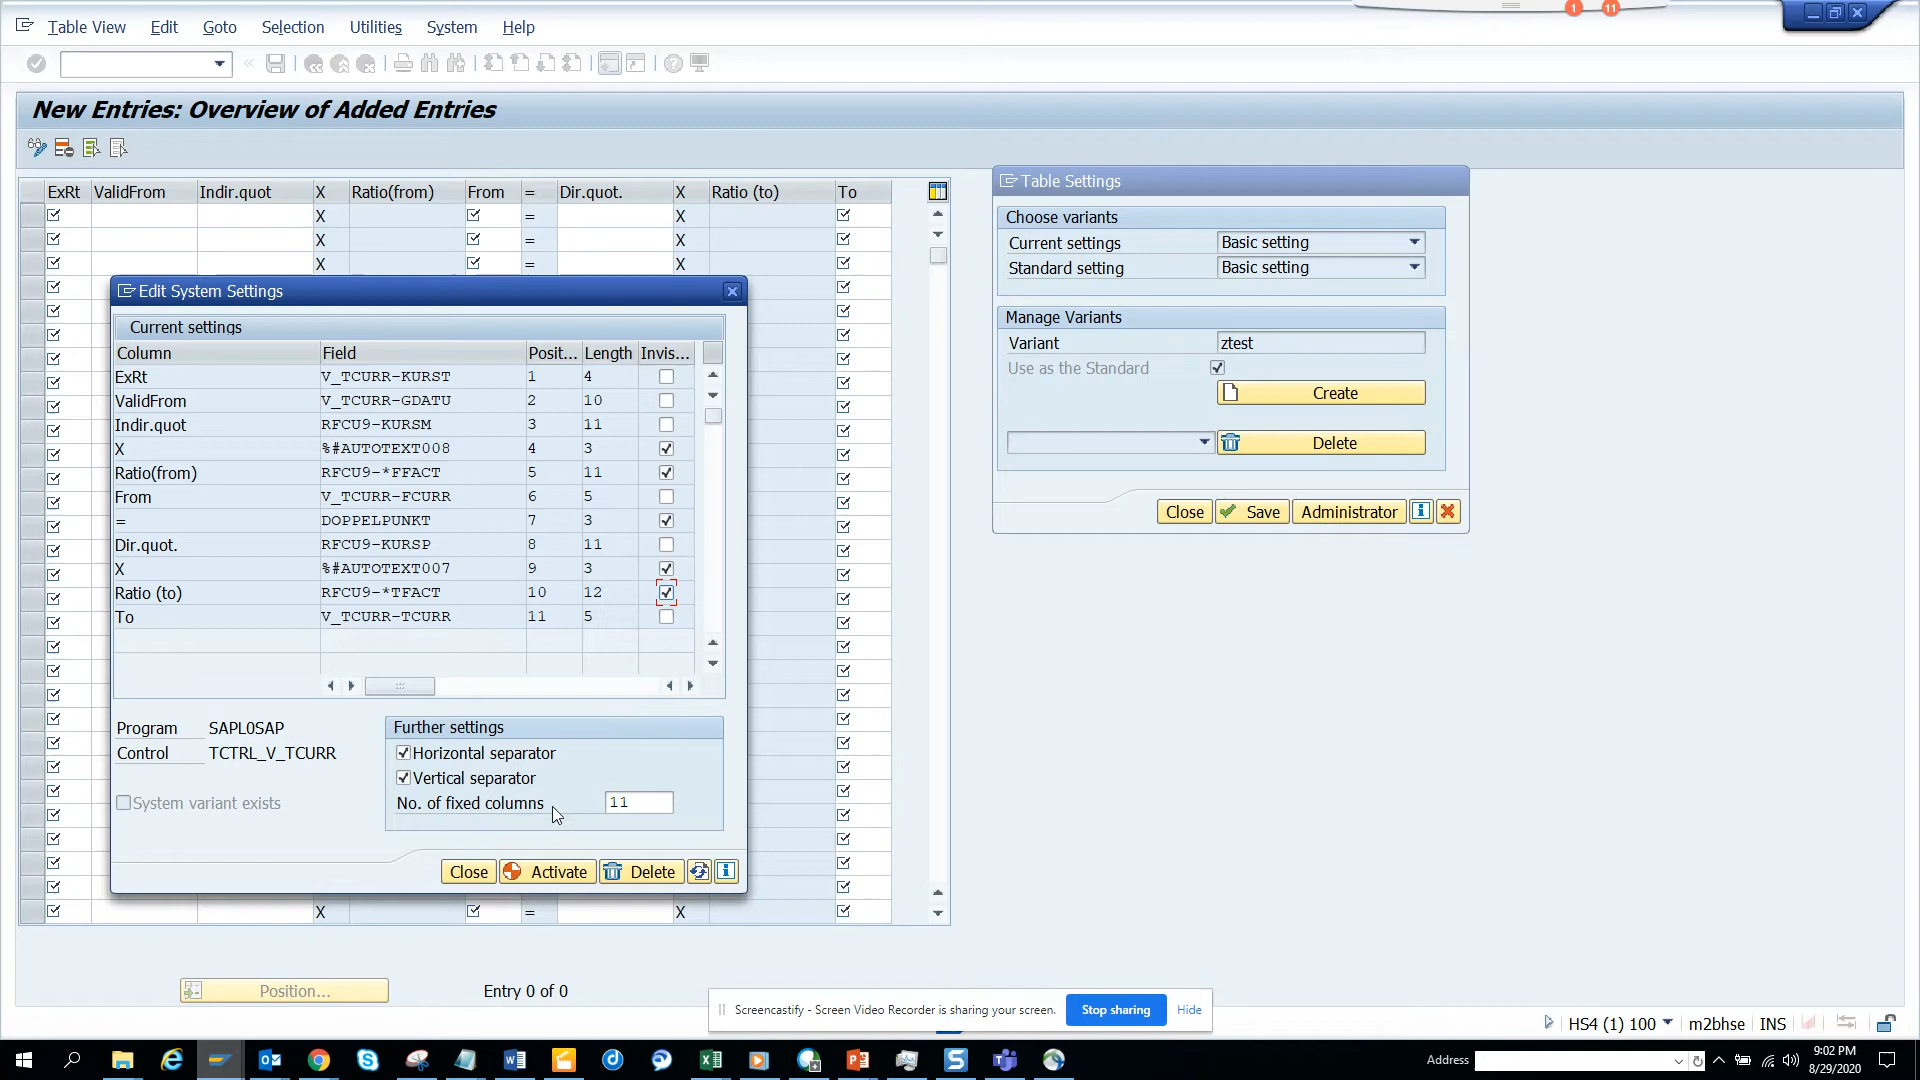 1 11
Table View Edit Goto Selection Utilities System Help
New Entries: Overview of Added Entries
ExRt ValidFrom Indir.quot X Ratio(from) From = Dir.quot. X Ratio (to) To
X = X
X = X
X = X
Table Settings
Choose variants
Current settings Basic setting
Standard setting Basic setting
Manage Variants
Variant ztest
Use as the Standard
Create
Delete
Close Save Administrator
Edit System Settings
Current settings
Column Field Posit... Length Invis...
ExRt V_TCURR-KURST 1 4
ValidFrom V_TCURR-GDATU 2 10
Indir.quot RFCU9-KURSM 3 11
X %#AUTOTEXT008 4 3
Ratio(from) RFCU9-*FFACT 5 11
From V_TCURR-FCURR 6 5
= DOPPELPUNKT 7 3
Dir.quot. RFCU9-KURSP 8 11
X %#AUTOTEXT007 9 3
Ratio (to) RFCU9-*TFACT 10 12
To V_TCURR-TCURR 11 5
Program SAPL0SAP
Control TCTRL_V_TCURR
System variant exists
Further settings
Horizontal separator
Vertical separator
No. of fixed columns 11
Close Activate Delete
X = X
Position... Entry 0 of 0
Screencastify - Screen Video Recorder is sharing your screen. Stop sharing Hide
HS4 (1) 100 m2bhse INS
Address
9:02 PM
8/29/2020